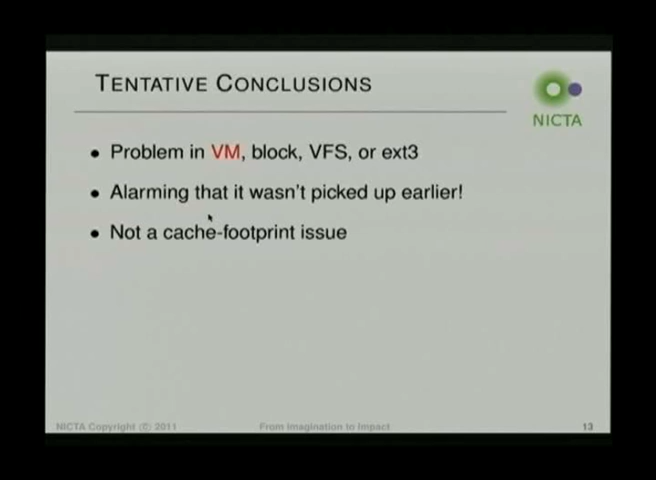 TENTATIVE CONCLUSIONS
NICTA
• Problem in VM, block, VFS, or ext3
• Alarming that it wasn't picked up earlier!
• Not a cache-footprint issue
NICTA Copyright © 2011 From Imagination to Impact 13